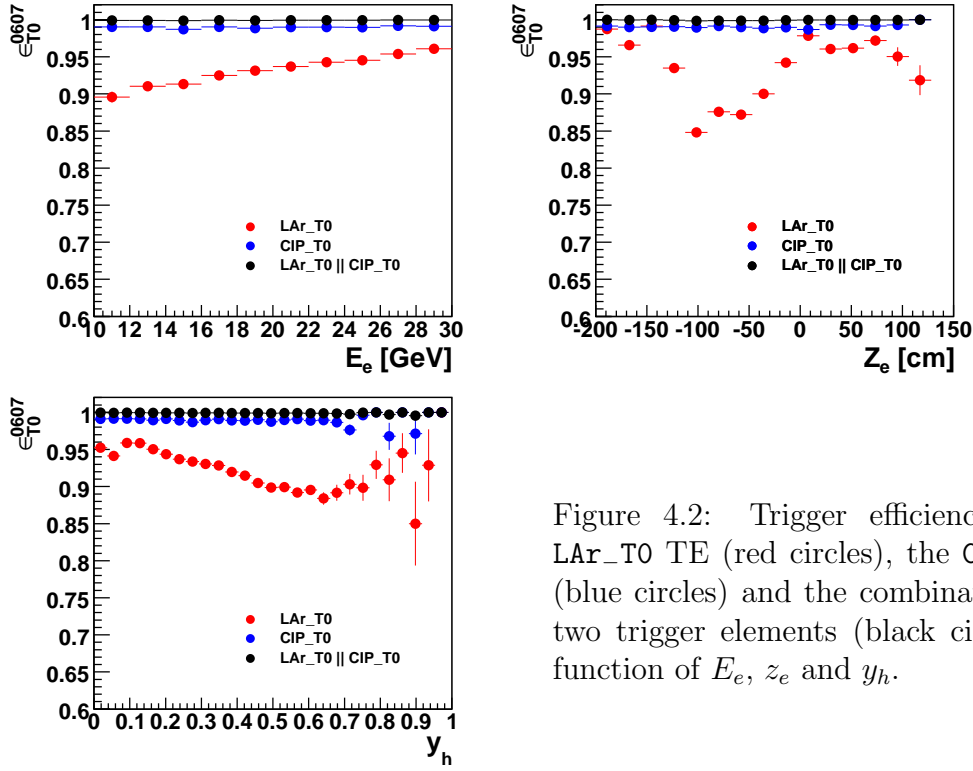 ∈T0^0607
1
0.95
0.9
0.85
0.8
0.75
0.7
0.65
0.6
LAr_T0
CIP_T0
LAr_T0 || CIP_T0
10 12 14 16 18 20 22 24 26 28 30
E_e [GeV]
∈T0^0607
1
0.95
0.9
0.85
0.8
0.75
0.7
0.65
0.6
LAr_T0
CIP_T0
LAr_T0 || CIP_T0
-200 -150 -100 -50 0 50 100 150
Z_e [cm]
∈T0^0607
1
0.95
0.9
0.85
0.8
0.75
0.7
0.65
0.6
LAr_T0
CIP_T0
LAr_T0 || CIP_T0
0 0.1 0.2 0.3 0.4 0.5 0.6 0.7 0.8 0.9 1
y_h
Figure 4.2: Trigger efficienc
LAr_T0 TE (red circles), the C
(blue circles) and the combina
two trigger elements (black ci
function of E_e, z_e and y_h.